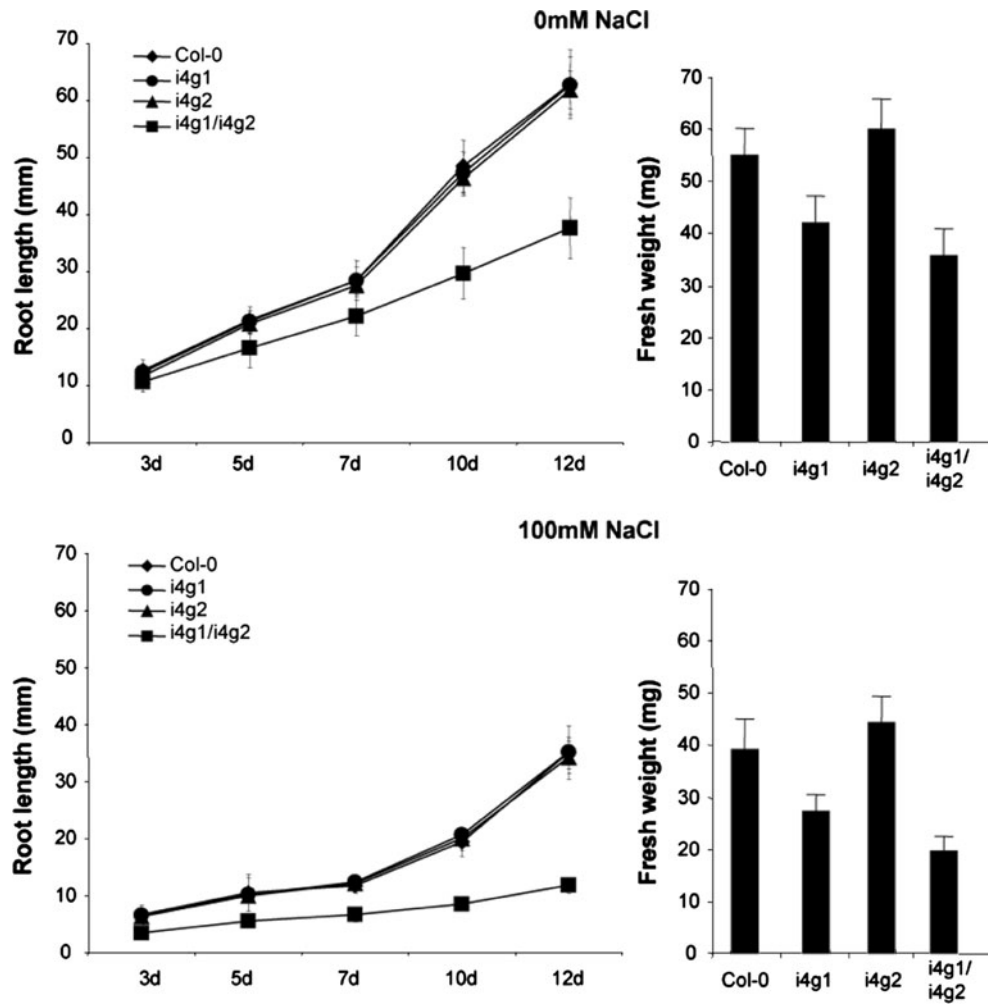 0mM NaCl
Root length (mm)
70
60
50
40
30
20
10
0
Col-0
i4g1
i4g2
i4g1/i4g2
3d 5d 7d 10d 12d
Fresh weight (mg)
70
60
50
40
30
20
10
0
Col-0 i4g1 i4g2 i4g1/
i4g2
100mM NaCl
Root length (mm)
70
60
50
40
30
20
10
0
Col-0
i4g1
i4g2
i4g1/i4g2
3d 5d 7d 10d 12d
Fresh weight (mg)
70
60
50
40
30
20
10
0
Col-0 i4g1 i4g2 i4g1/
i4g2